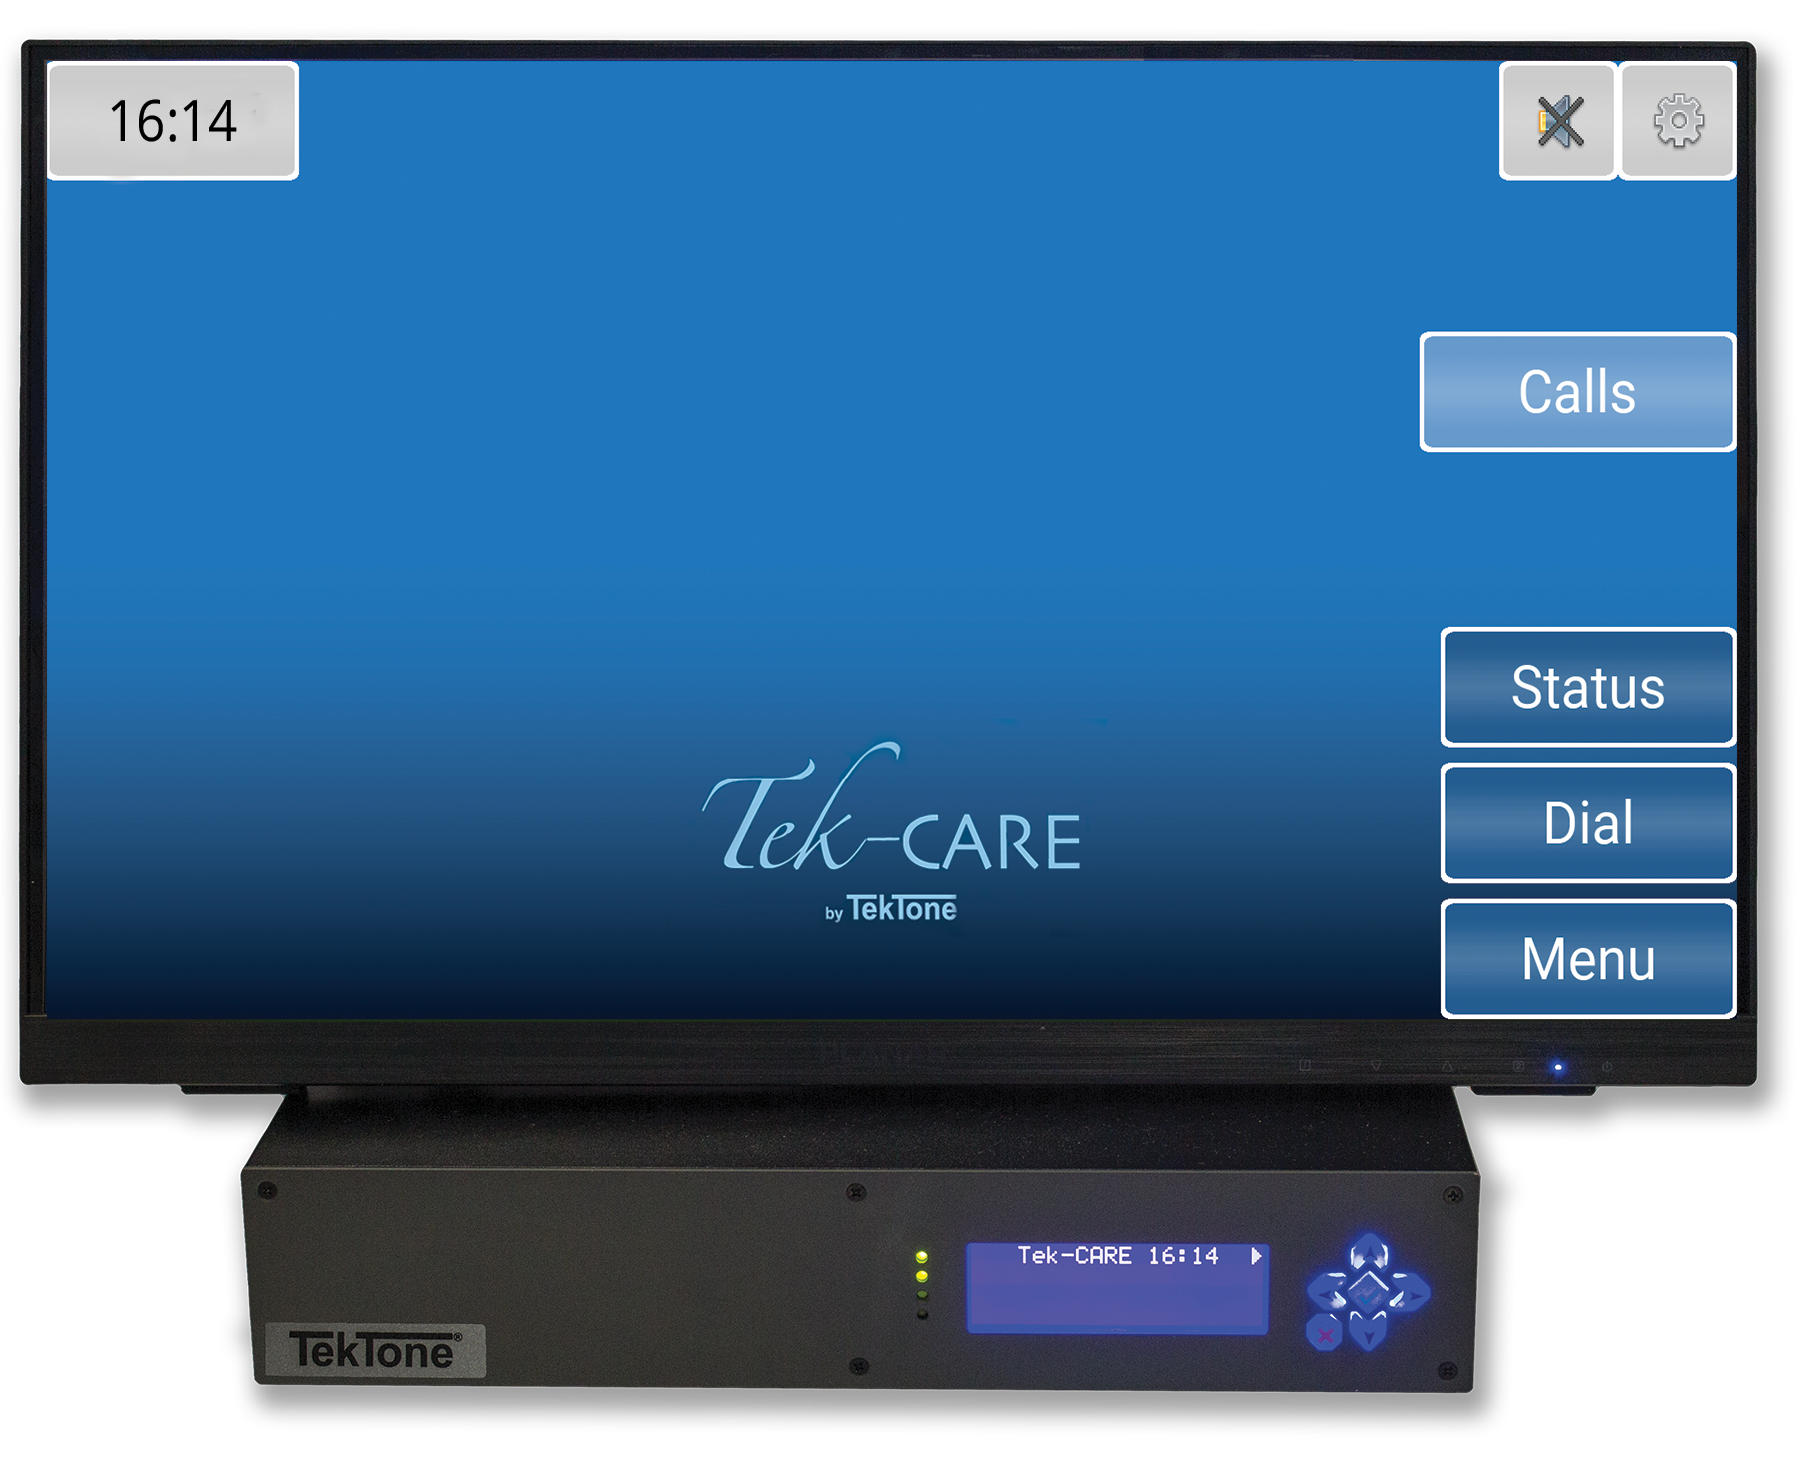 16:14
Calls
Status
Dial
Menu
Tek-CARE
by TekTone
Tek-CARE 16:14
TekTone®